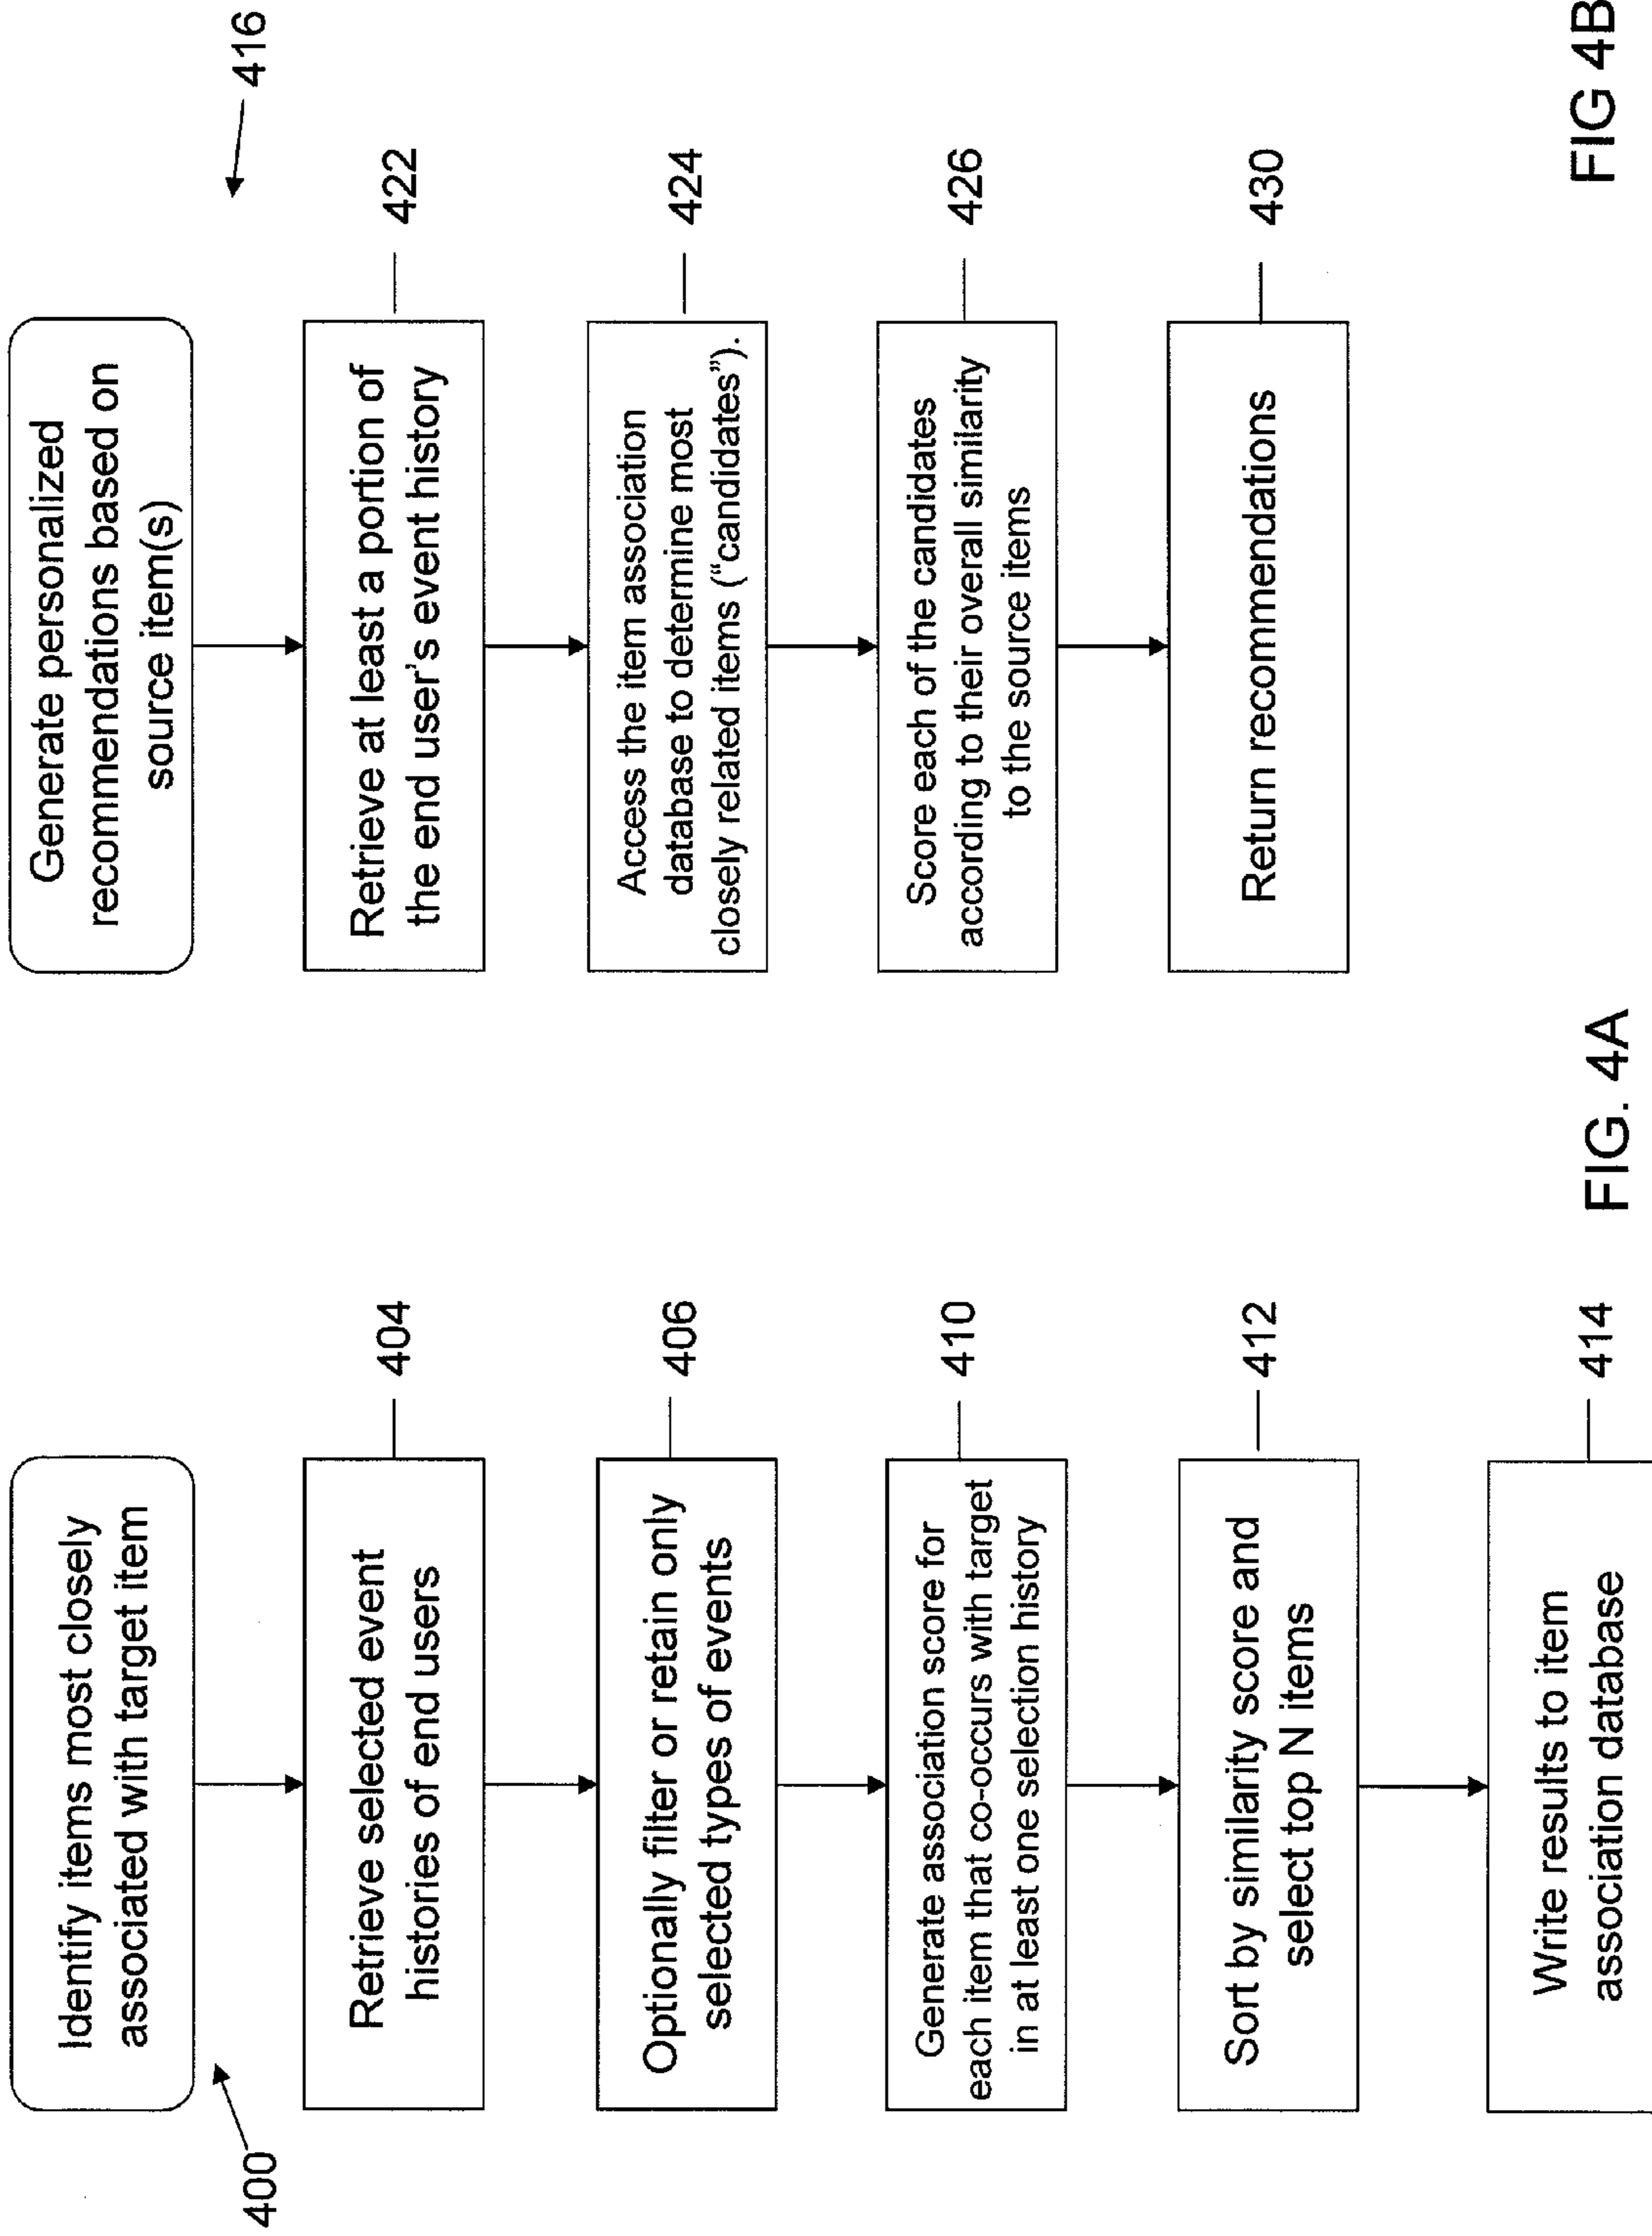 400
Identify items most closely
associated with target item
Retrieve selected event
histories of end users
404
Optionally filter or retain only
selected types of events
406
Generate association score for
each item that co-occurs with target
in at least one selection history
410
Sort by similarity score and
select top N items
412
Write results to item
association database
414
FIG. 4A
416
Generate personalized
recommendations based on
source item(s)
Retrieve at least a portion of
the end user's event history
422
Access the item association
database to determine most
closely related items (“candidates”).
424
Score each of the candidates
according to their overall similarity
to the source items
426
Return recommendations
430
FIG 4B